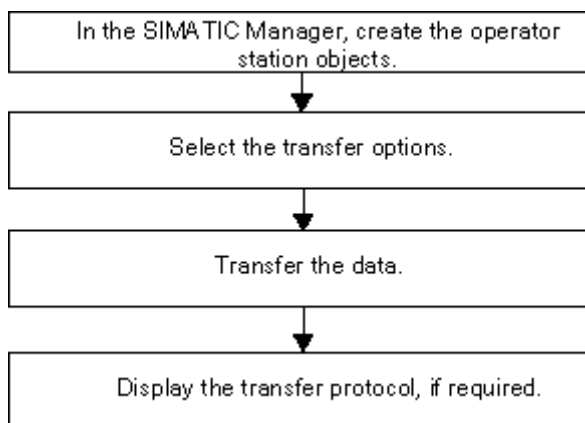 In the SIMATIC Manager, create the operator
station objects.
Select the transfer options.
Transfer the data.
Display the transfer protocol, if required.